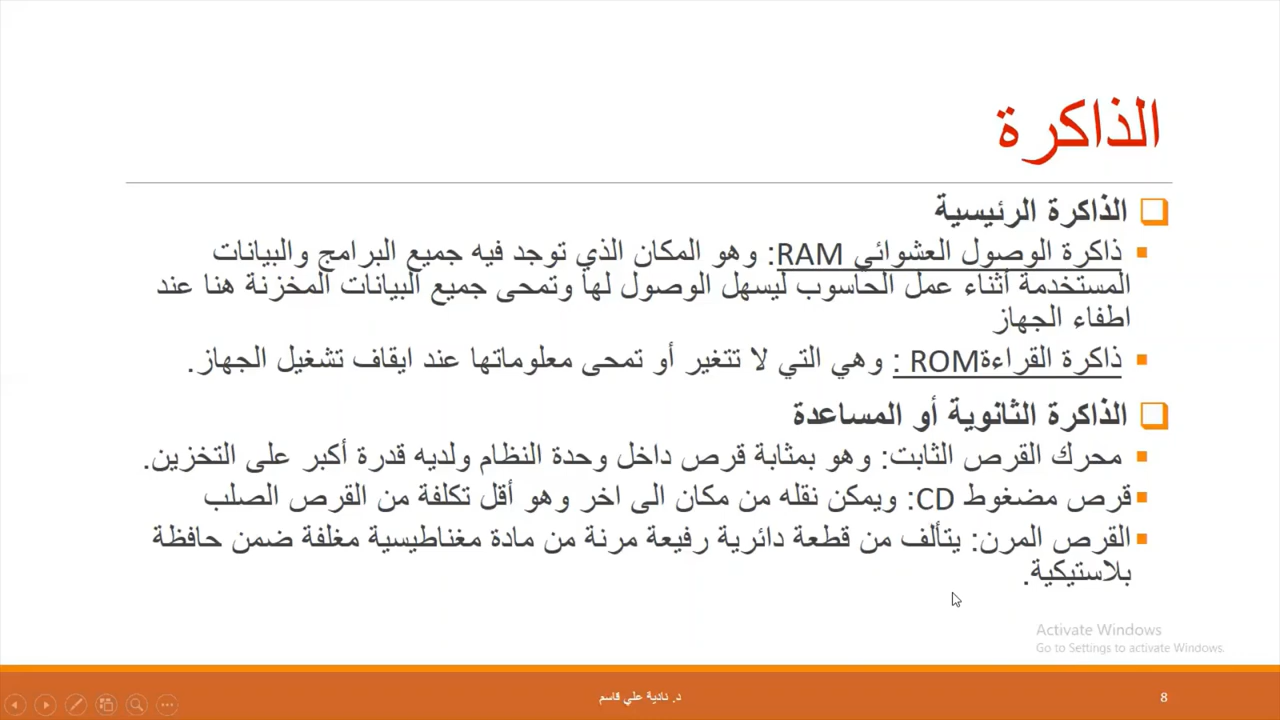 الذاكرة
الذاكرة الرئيسية
ذاكرة الوصول العشوائي RAM: وهو المكان الذي توجد فيه جميع البرامج والبيانات
المستخدمة أثناء عمل الحاسوب ليسهل الوصول لها وتمحى جميع البيانات المخزنة هنا عند
اطفاء الجهاز
ذاكرة القراءةROM : وهي التي لا تتغير أو تمحى معلوماتها عند ايقاف تشغيل الجهاز.
الذاكرة الثانوية أو المساعدة
محرك القرص الثابت: وهو بمثابة قرص داخل وحدة النظام ولديه قدرة أكبر على التخزين.
قرص مضغوط CD: ويمكن نقله من مكان الى اخر وهو أقل تكلفة من القرص الصلب
القرص المرن: يتألف من قطعة دائرية رفيعة مرنة من مادة مغناطيسية مغلفة ضمن حافظة
بلاستيكية.
Activate Windows
Go to Settings to activate Windows.
د. نادية علي قاسم
8